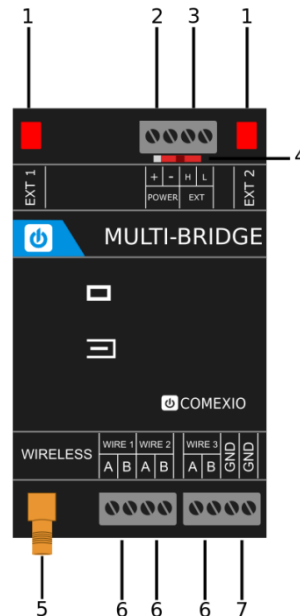 1 2 3 1
4
EXT 1
+ - H L
POWER EXT
EXT 2
MULTI-BRIDGE
COMEXIO
WIRELESS
WIRE 1 WIRE 2 WIRE 3
A B A B A B
GND
GND
5 6 6 6 7